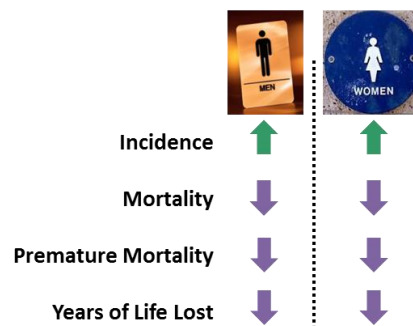 MEN
WOMEN
Incidence
Mortality
Premature Mortality
Years of Life Lost